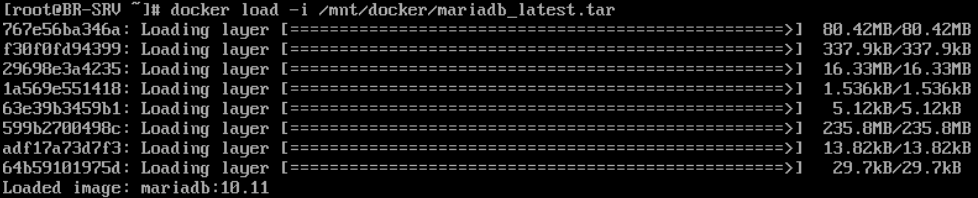 [root@BR-SRV ~]# docker load -i /mnt/docker/mariadb_latest.tar
767e56ba346a: Loading layer [==================================================>]  80.42MB/80.42MB
f30f0fd94399: Loading layer [==================================================>]  337.9kB/337.9kB
29698e3a4235: Loading layer [==================================================>]  16.33MB/16.33MB
1a569e551418: Loading layer [==================================================>]  1.536kB/1.536kB
63e39b3459b1: Loading layer [==================================================>]  5.12kB/5.12kB
599b2700498c: Loading layer [==================================================>]  235.8MB/235.8MB
adf17a73d7f3: Loading layer [==================================================>]  13.82kB/13.82kB
64b59101975d: Loading layer [==================================================>]  29.7kB/29.7kB
Loaded image: mariadb:10.11